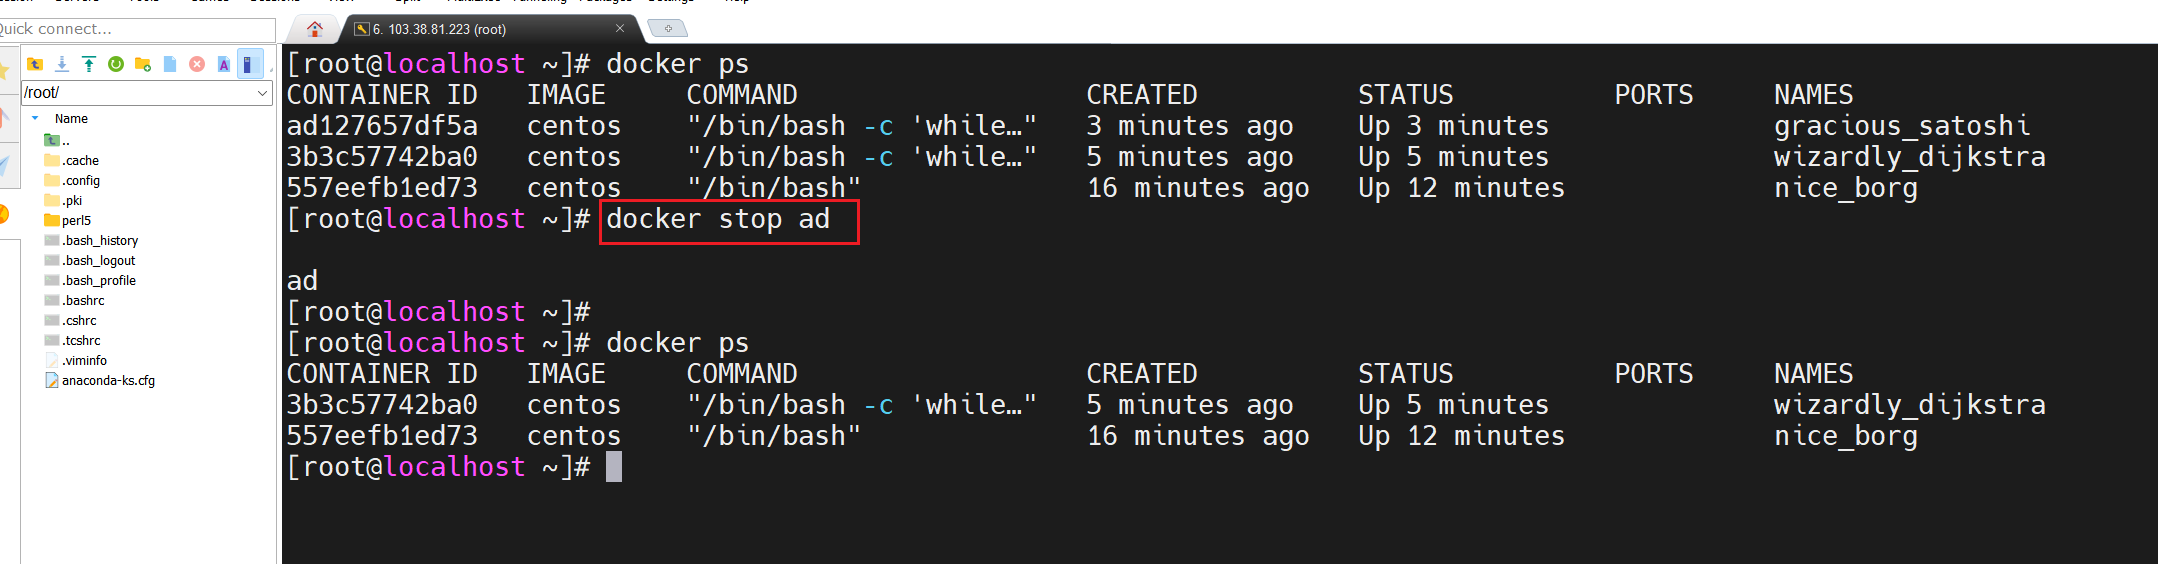 Quick connect...
6. 103.38.81.223 (root)
/root/
Name
..
.cache
.config
.pki
perl5
.bash_history
.bash_logout
.bash_profile
.bashrc
.cshrc
.tcshrc
.viminfo
anaconda-ks.cfg
[root@localhost ~]# docker ps
CONTAINER ID IMAGE COMMAND CREATED STATUS PORTS NAMES
ad127657df5a centos "/bin/bash -c 'while…" 3 minutes ago Up 3 minutes gracious_satoshi
3b3c57742ba0 centos "/bin/bash -c 'while…" 5 minutes ago Up 5 minutes wizardly_dijkstra
557eefb1ed73 centos "/bin/bash" 16 minutes ago Up 12 minutes nice_borg
[root@localhost ~]# docker stop ad
ad
[root@localhost ~]#
[root@localhost ~]# docker ps
CONTAINER ID IMAGE COMMAND CREATED STATUS PORTS NAMES
3b3c57742ba0 centos "/bin/bash -c 'while…" 5 minutes ago Up 5 minutes wizardly_dijkstra
557eefb1ed73 centos "/bin/bash" 16 minutes ago Up 12 minutes nice_borg
[root@localhost ~]#